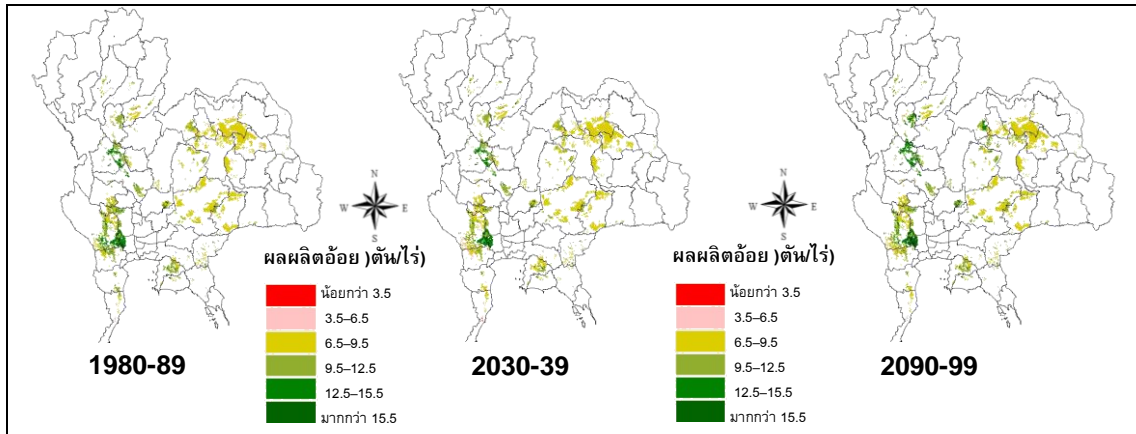 N
W E
S
ผลผลิตอ้อย )ตัน/ไร่)
น้อยกว่า 3.5
3.5–6.5
6.5–9.5
9.5–12.5
12.5–15.5
มากกว่า 15.5
1980-89
N
W E
S
ผลผลิตอ้อย )ตัน/ไร่)
น้อยกว่า 3.5
3.5–6.5
6.5–9.5
9.5–12.5
12.5–15.5
มากกว่า 15.5
2030-39
2090-99